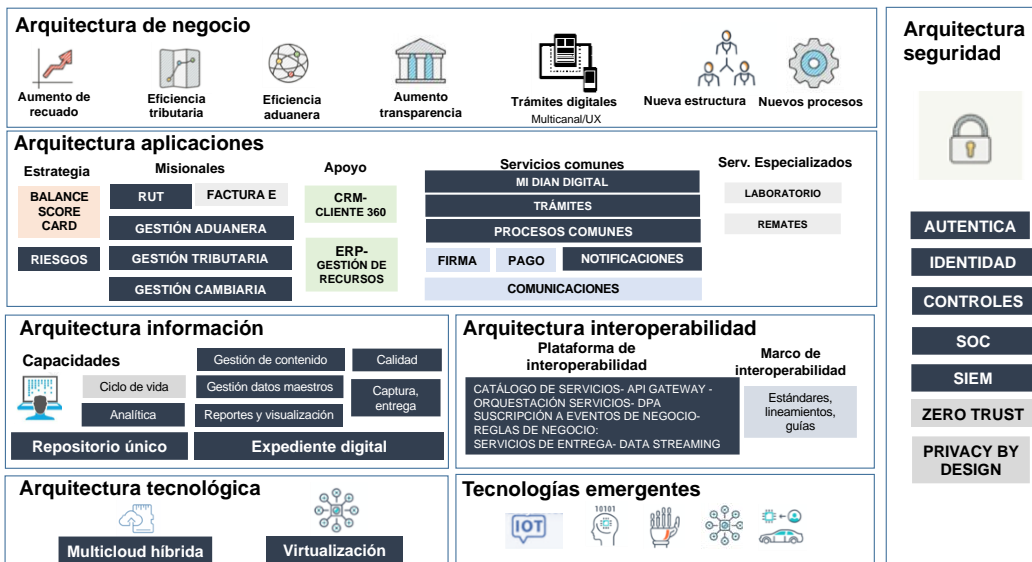 Arquitectura de negocio
Aumento de
recuado
Eficiencia
tributaria
Eficiencia
aduanera
Aumento
transparencia
Trámites digitales
Multicanal/UX
Nueva estructura
Nuevos procesos
Arquitectura aplicaciones
Estrategia
BALANCE
SCORE
CARD
RIESGOS
Misionales
RUT
FACTURA E
GESTIÓN ADUANERA
GESTIÓN TRIBUTARIA
GESTIÓN CAMBIARIA
Apoyo
CRM-
CLIENTE 360
ERP-
GESTIÓN DE
RECURSOS
Servicios comunes
MI DIAN DIGITAL
TRÁMITES
PROCESOS COMUNES
FIRMA
PAGO
NOTIFICACIONES
COMUNICACIONES
Serv. Especializados
LABORATORIO
REMATES
Arquitectura información
Capacidades
Ciclo de vida
Analítica
Gestión de contenido
Gestión datos maestros
Reportes y visualización
Calidad
Captura,
entrega
Repositorio único
Expediente digital
Arquitectura interoperabilidad
Plataforma de
interoperabilidad
CATÁLOGO DE SERVICIOS- API GATEWAY -
ORQUESTACIÓN SERVICIOS- DPA
SUSCRIPCIÓN A EVENTOS DE NEGOCIO-
REGLAS DE NEGOCIO:
SERVICIOS DE ENTREGA- DATA STREAMING
Marco de
interoperabilidad
Estándares,
lineamientos,
guías
Arquitectura tecnológica
Multicloud híbrida
Virtualización
Tecnologías emergentes
IOT
10101
Arquitectura
seguridad
AUTENTICA
IDENTIDAD
CONTROLES
SOC
SIEM
ZERO TRUST
PRIVACY BY
DESIGN